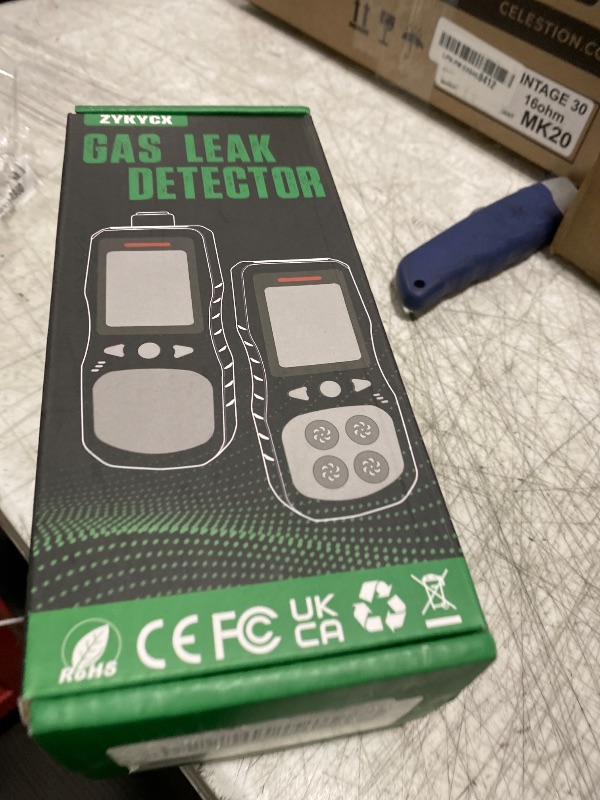 ZYKYCX
GAS LEAK
DETECTOR
RoHS
CE FC UK
CA
CELESTION.CO
INTAGE 30
16ohm
MK20